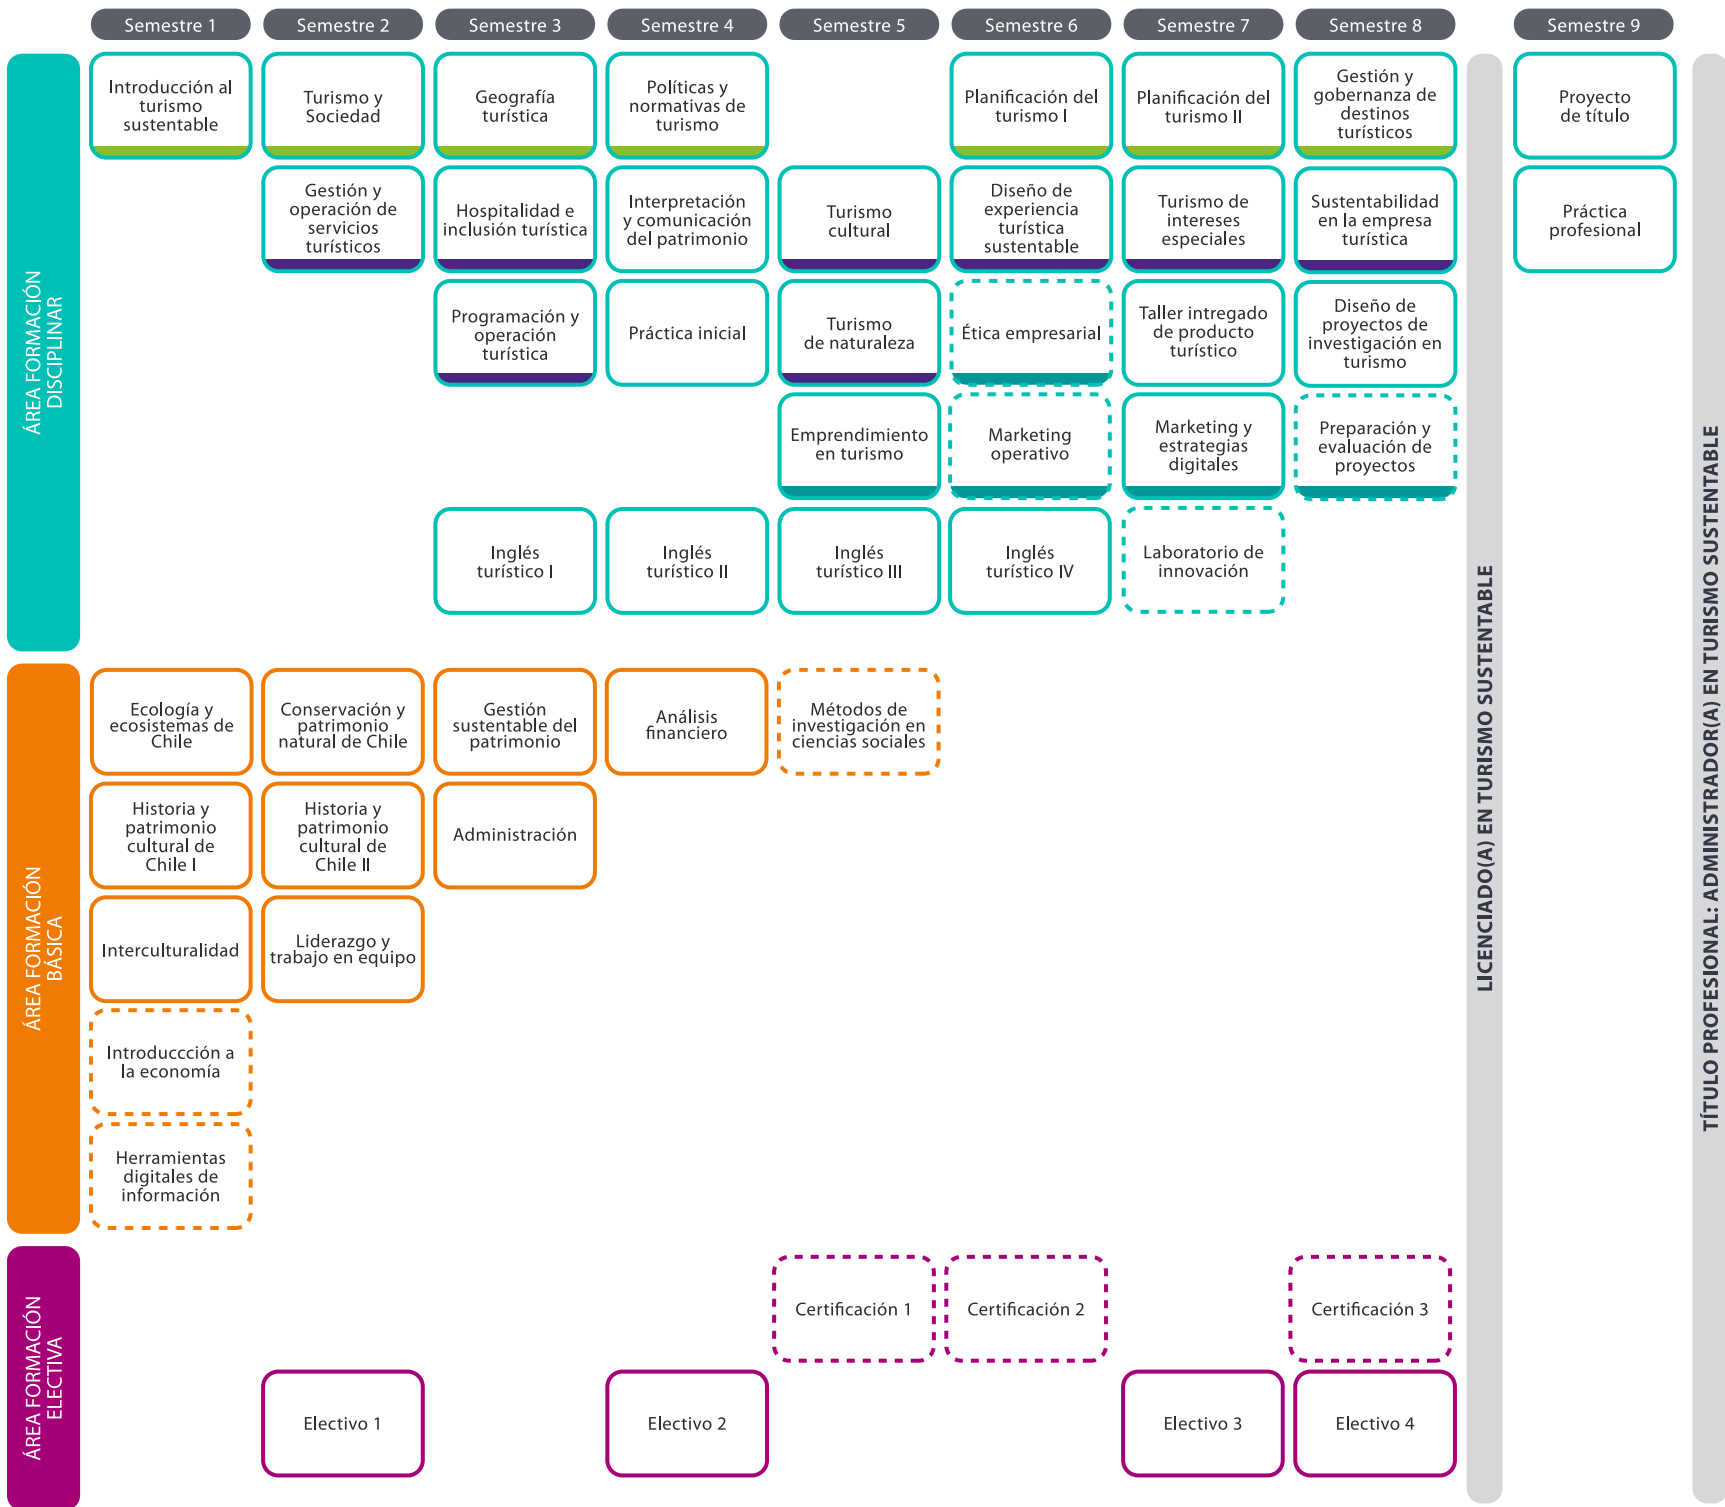 Semestre 1
Semestre 2
Semestre 3
Semestre 4
Semestre 5
Semestre 6
Semestre 7
Semestre 8
Semestre 9
ÁREA FORMACIÓN
DISCIPLINAR
Introducción al
turismo
sustentable
Turismo y
Sociedad
Geografía
turística
Políticas y
normativas de
turismo
Planificación del
turismo I
Planificación del
turismo II
Gestión y
gobernanza de
destinos
turísticos
Proyecto
de título
Gestión y
operación de
servicios
turísticos
Hospitalidad e
inclusión turística
Interpretación
y comunicación
del patrimonio
Turismo
cultural
Diseño de
experiencia
turística
sustentable
Turismo de
intereses
especiales
Sustentabilidad
en la empresa
turística
Práctica
profesional
Programación y
operación
turística
Práctica inicial
Turismo
de naturaleza
Ética empresarial
Taller intregado
de producto
turístico
Diseño de
proyectos de
investigación en
turismo
Emprendimiento
en turismo
Marketing
operativo
Marketing y
estrategias
digitales
Preparación y
evaluación de
proyectos
Inglés
turístico I
Inglés
turístico II
Inglés
turístico III
Inglés
turístico IV
Laboratorio de
innovación
ÁREA FORMACIÓN
BÁSICA
Ecología y
ecosistemas de
Chile
Conservación y
patrimonio
natural de Chile
Gestión
sustentable del
patrimonio
Análisis
financiero
Métodos de
investigación en
ciencias sociales
Historia y
patrimonio
cultural de
Chile I
Historia y
patrimonio
cultural de
Chile II
Administración
Interculturalidad
Liderazgo y
trabajo en equipo
Introduccción a
la economía
Herramientas
digitales de
información
ÁREA FORMACIÓN
ELECTIVA
Certificación 1
Certificación 2
Certificación 3
Electivo 1
Electivo 2
Electivo 3
Electivo 4
LICENCIADO(A) EN TURISMO SUSTENTABLE
TÍTULO PROFESIONAL: ADMINISTRADOR(A) EN TURISMO SUSTENTABLE